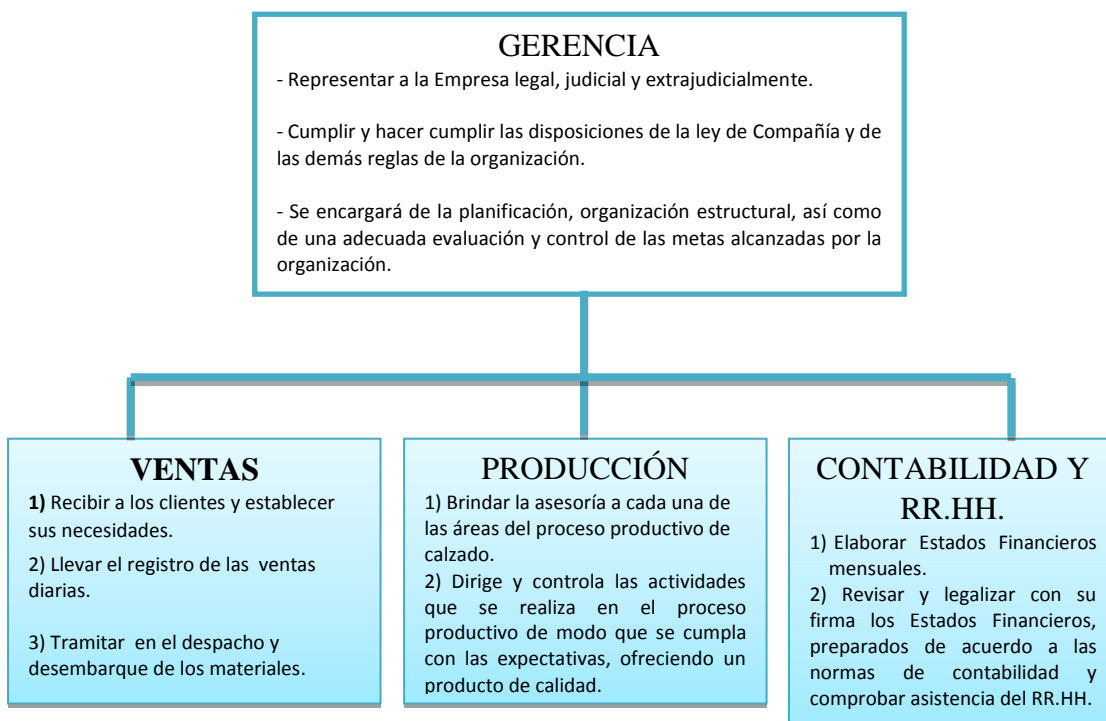 GERENCIA
- Representar a la Empresa legal, judicial y extrajudicialmente.
- Cumplir y hacer cumplir las disposiciones de la ley de Compañía y de
las demás reglas de la organización.
- Se encargará de la planificación, organización estructural, así como
de una adecuada evaluación y control de las metas alcanzadas por la
organización.
VENTAS
1) Recibir a los clientes y establecer
sus necesidades.
2) Llevar el registro de las ventas
diarias.
3) Tramitar en el despacho y
desembarque de los materiales.
PRODUCCIÓN
1) Brindar la asesoría a cada una de
las áreas del proceso productivo de
calzado.
2) Dirige y controla las actividades
que se realiza en el proceso
productivo de modo que se cumpla
con las expectativas, ofreciendo un
producto de calidad.
CONTABILIDAD Y
RR.HH.
1) Elaborar Estados Financieros
mensuales.
2) Revisar y legalizar con su
firma los Estados Financieros,
preparados de acuerdo a las
normas de contabilidad y
comprobar asistencia del RR.HH.